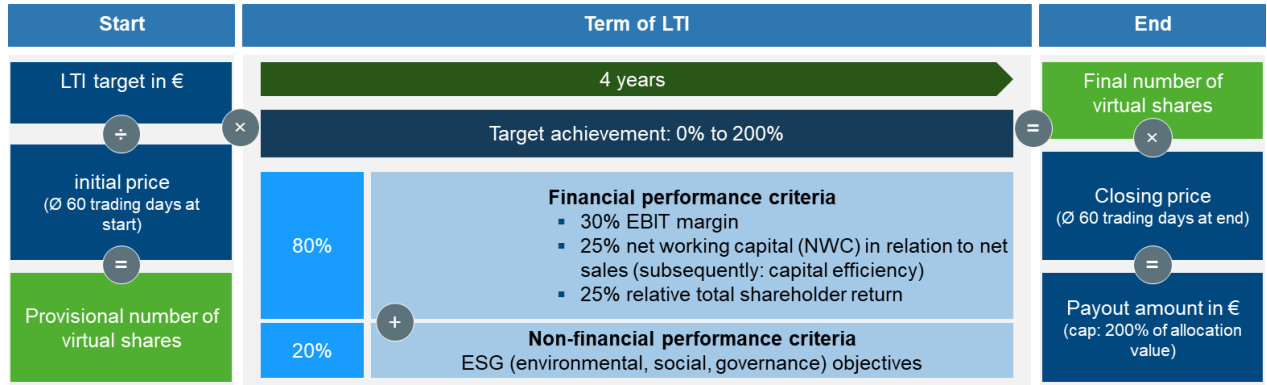 Start
LTI target in €
÷
initial price
(Ø 60 trading days at
start)
=
Provisional number of
virtual shares
×
Term of LTI
4 years
Target achievement: 0% to 200%
80%
Financial performance criteria
▪ 30% EBIT margin
▪ 25% net working capital (NWC) in relation to net
sales (subsequently: capital efficiency)
▪ 25% relative total shareholder return
+
20%
Non-financial performance criteria
ESG (environmental, social, governance) objectives
=
End
Final number of
virtual shares
×
Closing price
(Ø 60 trading days at end)
=
Payout amount in €
(cap: 200% of allocation
value)